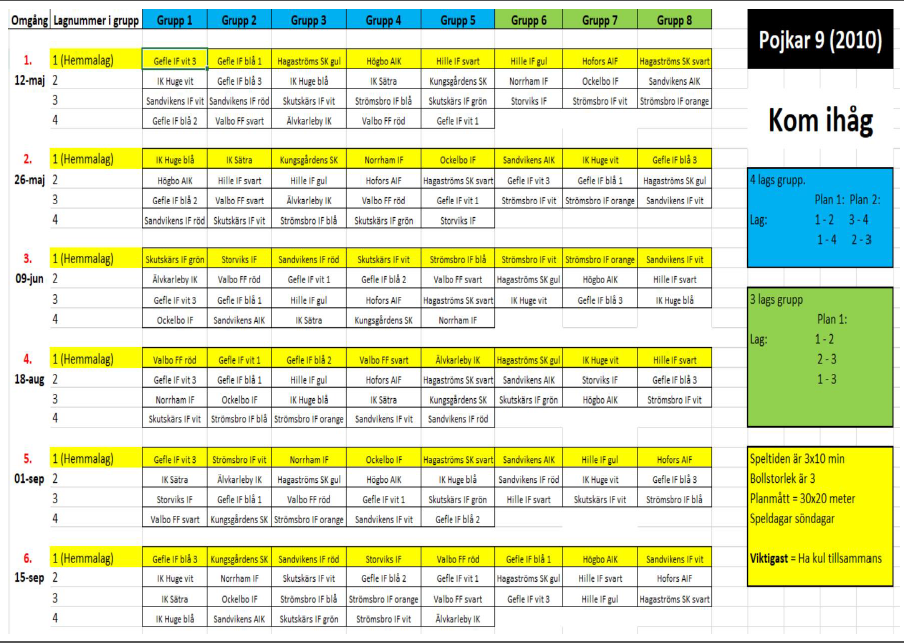 Omgång Lagnummer i grupp Grupp 1 Grupp 2 Grupp 3 Grupp 4 Grupp 5 Grupp 6 Grupp 7 Grupp 8
1. 1 (Hemmalag) Gefle IF vit 3 Gefle IF blå 1 Hagaströms SK gul Högbo AIK Hille IF svart Hille IF gul Hofors AIF Hagaströms SK svart
12-maj 2 IK Huge vit Gefle IF blå 3 IK Huge blå IK Sätra Kungsgårdens SK Norrham IF Ockelbo IF Sandvikens AIK
3 Sandvikens IF vit Sandvikens IF röd Skutskärs IF vit Strömsbro IF blå Skutskärs IF grön Storviks IF Strömsbro IF vit Strömsbro IF orange
4 Gefle IF blå 2 Valbo FF svart Älvkarleby IK Valbo FF röd Gefle IF vit 1
2. 1 (Hemmalag) IK Huge blå IK Sätra Kungsgårdens SK Norrham IF Ockelbo IF Sandvikens AIK IK Huge vit Gefle IF blå 3
26-maj 2 Högbo AIK Hille IF svart Hille IF gul Hofors AIF Hagaströms SK svart Gefle IF vit 3 Gefle IF blå 1 Hagaströms SK gul
3 Gefle IF blå 2 Valbo FF svart Älvkarleby IK Valbo FF röd Gefle IF vit 1 Strömsbro IF vit Strömsbro IF orange Sandvikens IF vit
4 Sandvikens IF röd Skutskärs IF vit Strömsbro IF blå Skutskärs IF grön Storviks IF
3. 1 (Hemmalag) Skutskärs IF grön Storviks IF Sandvikens IF röd Skutskärs IF vit Strömsbro IF blå Strömsbro IF vit Strömsbro IF orange Sandvikens IF vit
09-jun 2 Älvkarleby IK Valbo FF röd Gefle IF vit 1 Gefle IF blå 2 Valbo FF svart Hagaströms SK gul Högbo AIK Hille IF svart
3 Gefle IF vit 3 Gefle IF blå 1 Hille IF gul Hofors AIF Hagaströms SK svart IK Huge vit Gefle IF blå 3 IK Huge blå
4 Ockelbo IF Sandvikens AIK IK Sätra Kungsgårdens SK Norrham IF
4. 1 (Hemmalag) Valbo FF röd Gefle IF vit 1 Gefle IF blå 2 Valbo FF svart Älvkarleby IK Hagaströms SK gul IK Huge vit Hille IF svart
18-aug 2 Gefle IF vit 3 Gefle IF blå 1 Hille IF gul Hofors AIF Hagaströms SK svart Sandvikens AIK Storviks IF Gefle IF blå 3
3 Norrham IF Ockelbo IF IK Huge blå IK Sätra Kungsgårdens SK Skutskärs IF grön Högbo AIK Strömsbro IF vit
4 Skutskärs IF vit Strömsbro IF blå Strömsbro IF orange Sandvikens IF vit Sandvikens IF röd
5. 1 (Hemmalag) Gefle IF vit 3 Strömsbro IF vit Norrham IF Ockelbo IF Hagaströms SK svart Sandvikens AIK Hille IF gul Hofors AIF
01-sep 2 IK Sätra Älvkarleby IK Hagaströms SK gul Högbo AIK IK Huge blå Sandvikens IF röd IK Huge vit Gefle IF blå 3
3 Storviks IF Gefle IF blå 1 Valbo FF röd Gefle IF vit 1 Skutskärs IF grön Hille IF svart Skutskärs IF vit Strömsbro IF blå
4 Valbo FF svart Kungsgårdens SK Strömsbro IF orange Sandvikens IF vit Gefle IF blå 2
6. 1 (Hemmalag) Gefle IF blå 3 Kungsgårdens SK Sandvikens IF röd Storviks IF Valbo FF röd Gefle IF blå 1 Högbo AIK Sandvikens IF vit
15-sep 2 IK Huge vit Norrham IF Skutskärs IF vit Gefle IF blå 2 Gefle IF vit 1 Hagaströms SK gul Hille IF svart Hofors AIF
3 IK Sätra Ockelbo IF Strömsbro IF blå Strömsbro IF orange Valbo FF svart Gefle IF vit 3 Hille IF gul Hagaströms SK svart
4 IK Huge blå Sandvikens AIK Skutskärs IF grön Strömsbro IF vit Älvkarleby IK
Pojkar 9 (2010)
Kom ihåg
4 lags grupp.
Plan 1: Plan 2:
Lag: 1 - 2 3 - 4
1 - 4 2 - 3
3 lags grupp
Plan 1:
Lag: 1 - 2
2 - 3
1 - 3
Speltiden är 3x10 min
Bollstorlek är 3
Planmått = 30x20 meter
Speldagar söndagar
Viktigast = Ha kul tillsammans